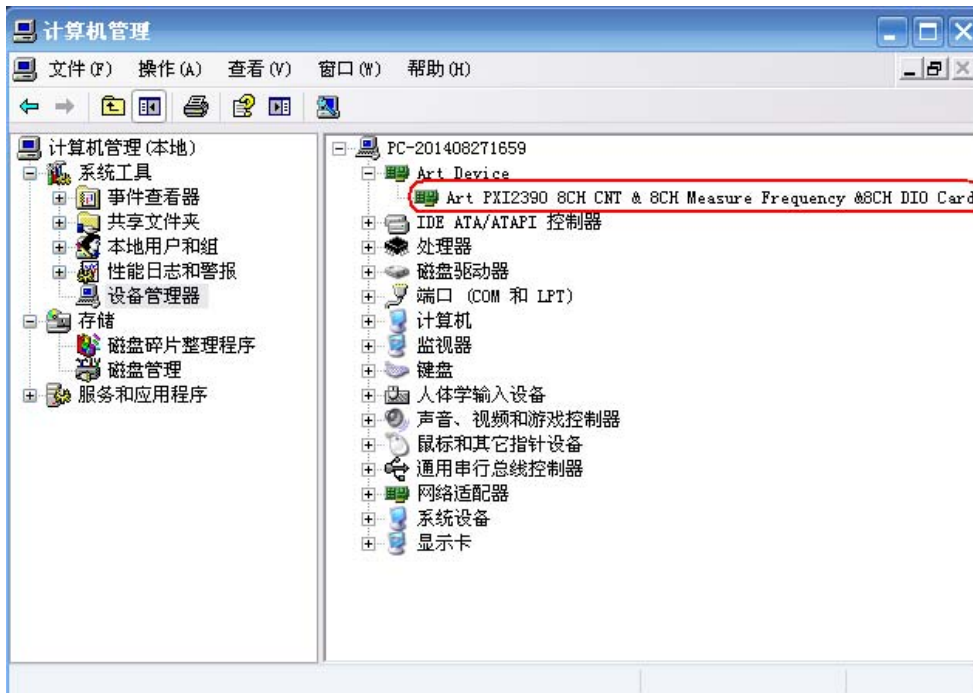 计算机管理
文件(F) 操作(A) 查看(V) 窗口(W) 帮助(H)
计算机管理(本地)
系统工具
事件查看器
共享文件夹
本地用户和组
性能日志和警报
设备管理器
存储
磁盘碎片整理程序
磁盘管理
服务和应用程序
PC-201408271659
Art Device
Art PXI2390 8CH CNT & 8CH Measure Frequency &8CH DIO Card
IDE ATA/ATAPI 控制器
处理器
磁盘驱动器
端口 (COM 和 LPT)
计算机
监视器
键盘
人体学输入设备
声音、视频和游戏控制器
鼠标和其它指针设备
通用串行总线控制器
网络适配器
系统设备
显示卡